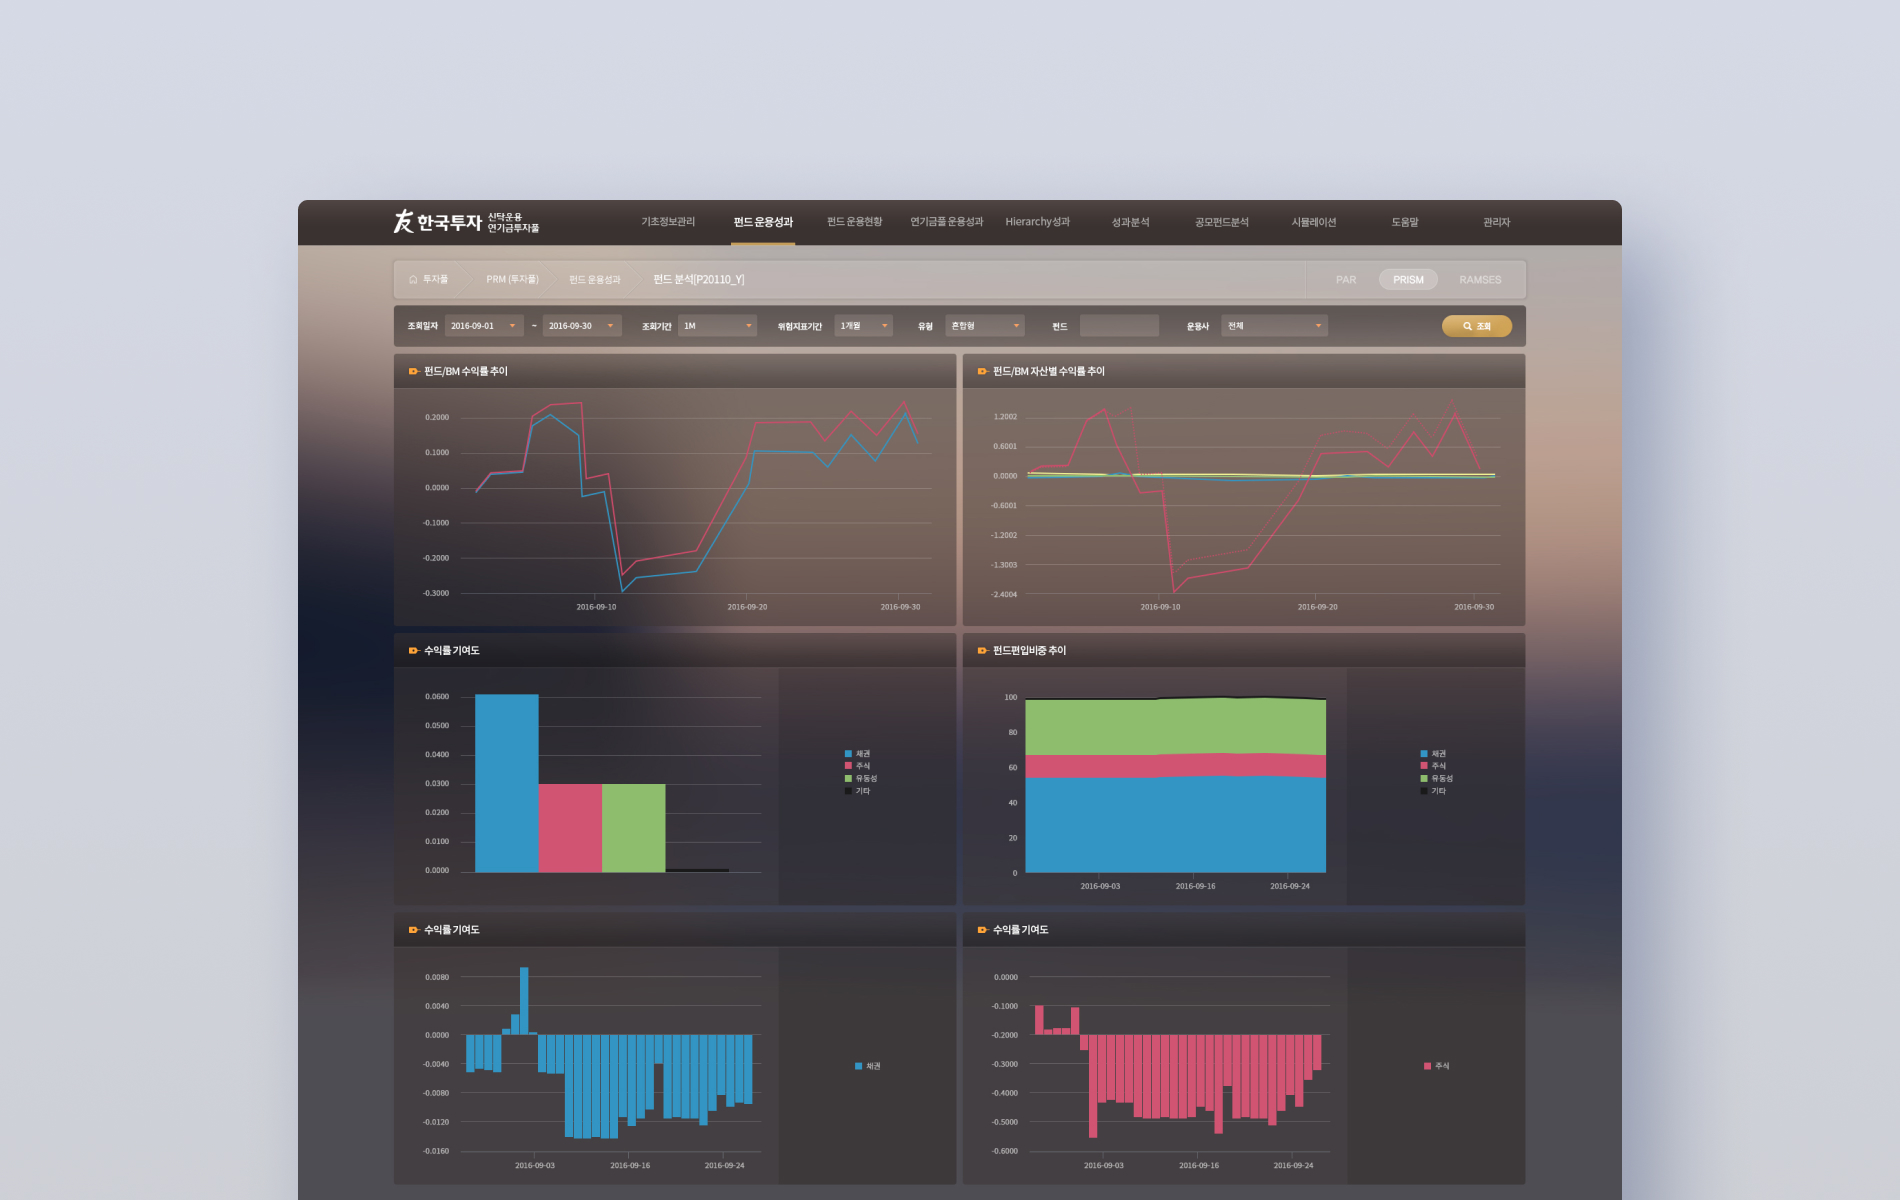 友 한국투자 신탁운용
연기금투자풀
기초정보관리 펀드 운용성과 펀드 운용현황 연기금풀 운용성과 Hierarchy성과 성과분석 공모펀드분석 시뮬레이션 도움말 관리자
투자풀 PRM (투자풀) 펀드 운용성과 펀드 분석[P20110_Y] PAR PRISM RAMSES
조회일자 2016-09-01 ~ 2016-09-30 조회기간 1M 위험지표기간 1개월 유형 혼합형 펀드 운용사 전체 조회
펀드/BM 수익률 추이
0.2000
0.1000
0.0000
-0.1000
-0.2000
-0.3000
2016-09-10 2016-09-20 2016-09-30
펀드/BM 자산별 수익률 추이
1.2002
0.6001
0.0000
-0.6001
-1.2002
-1.3003
-2.4004
2016-09-10 2016-09-20 2016-09-30
수익률 기여도
0.0600
0.0500
0.0400
0.0300
0.0200
0.0100
0.0000
채권
주식
유동성
기타
펀드편입비중 추이
100
80
60
40
20
0
2016-09-03 2016-09-16 2016-09-24
채권
주식
유동성
기타
수익률 기여도
0.0080
0.0040
0.0000
-0.0040
-0.0080
-0.0120
-0.0160
2016-09-03 2016-09-16 2016-09-24
채권
수익률 기여도
0.0000
-0.1000
-0.2000
-0.3000
-0.4000
-0.5000
-0.6000
2016-09-03 2016-09-16 2016-09-24
주식